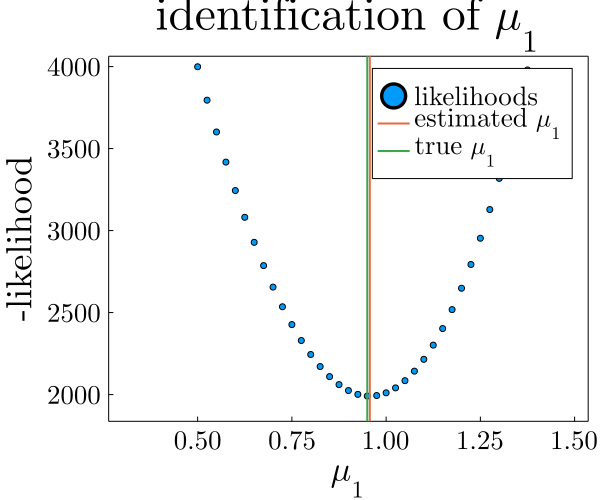 identification of μ₁
4000
3500
3000
2500
2000
-likelihood
likelihoods
estimated μ₁
true μ₁
0.50 0.75 1.00 1.25 1.50
μ₁